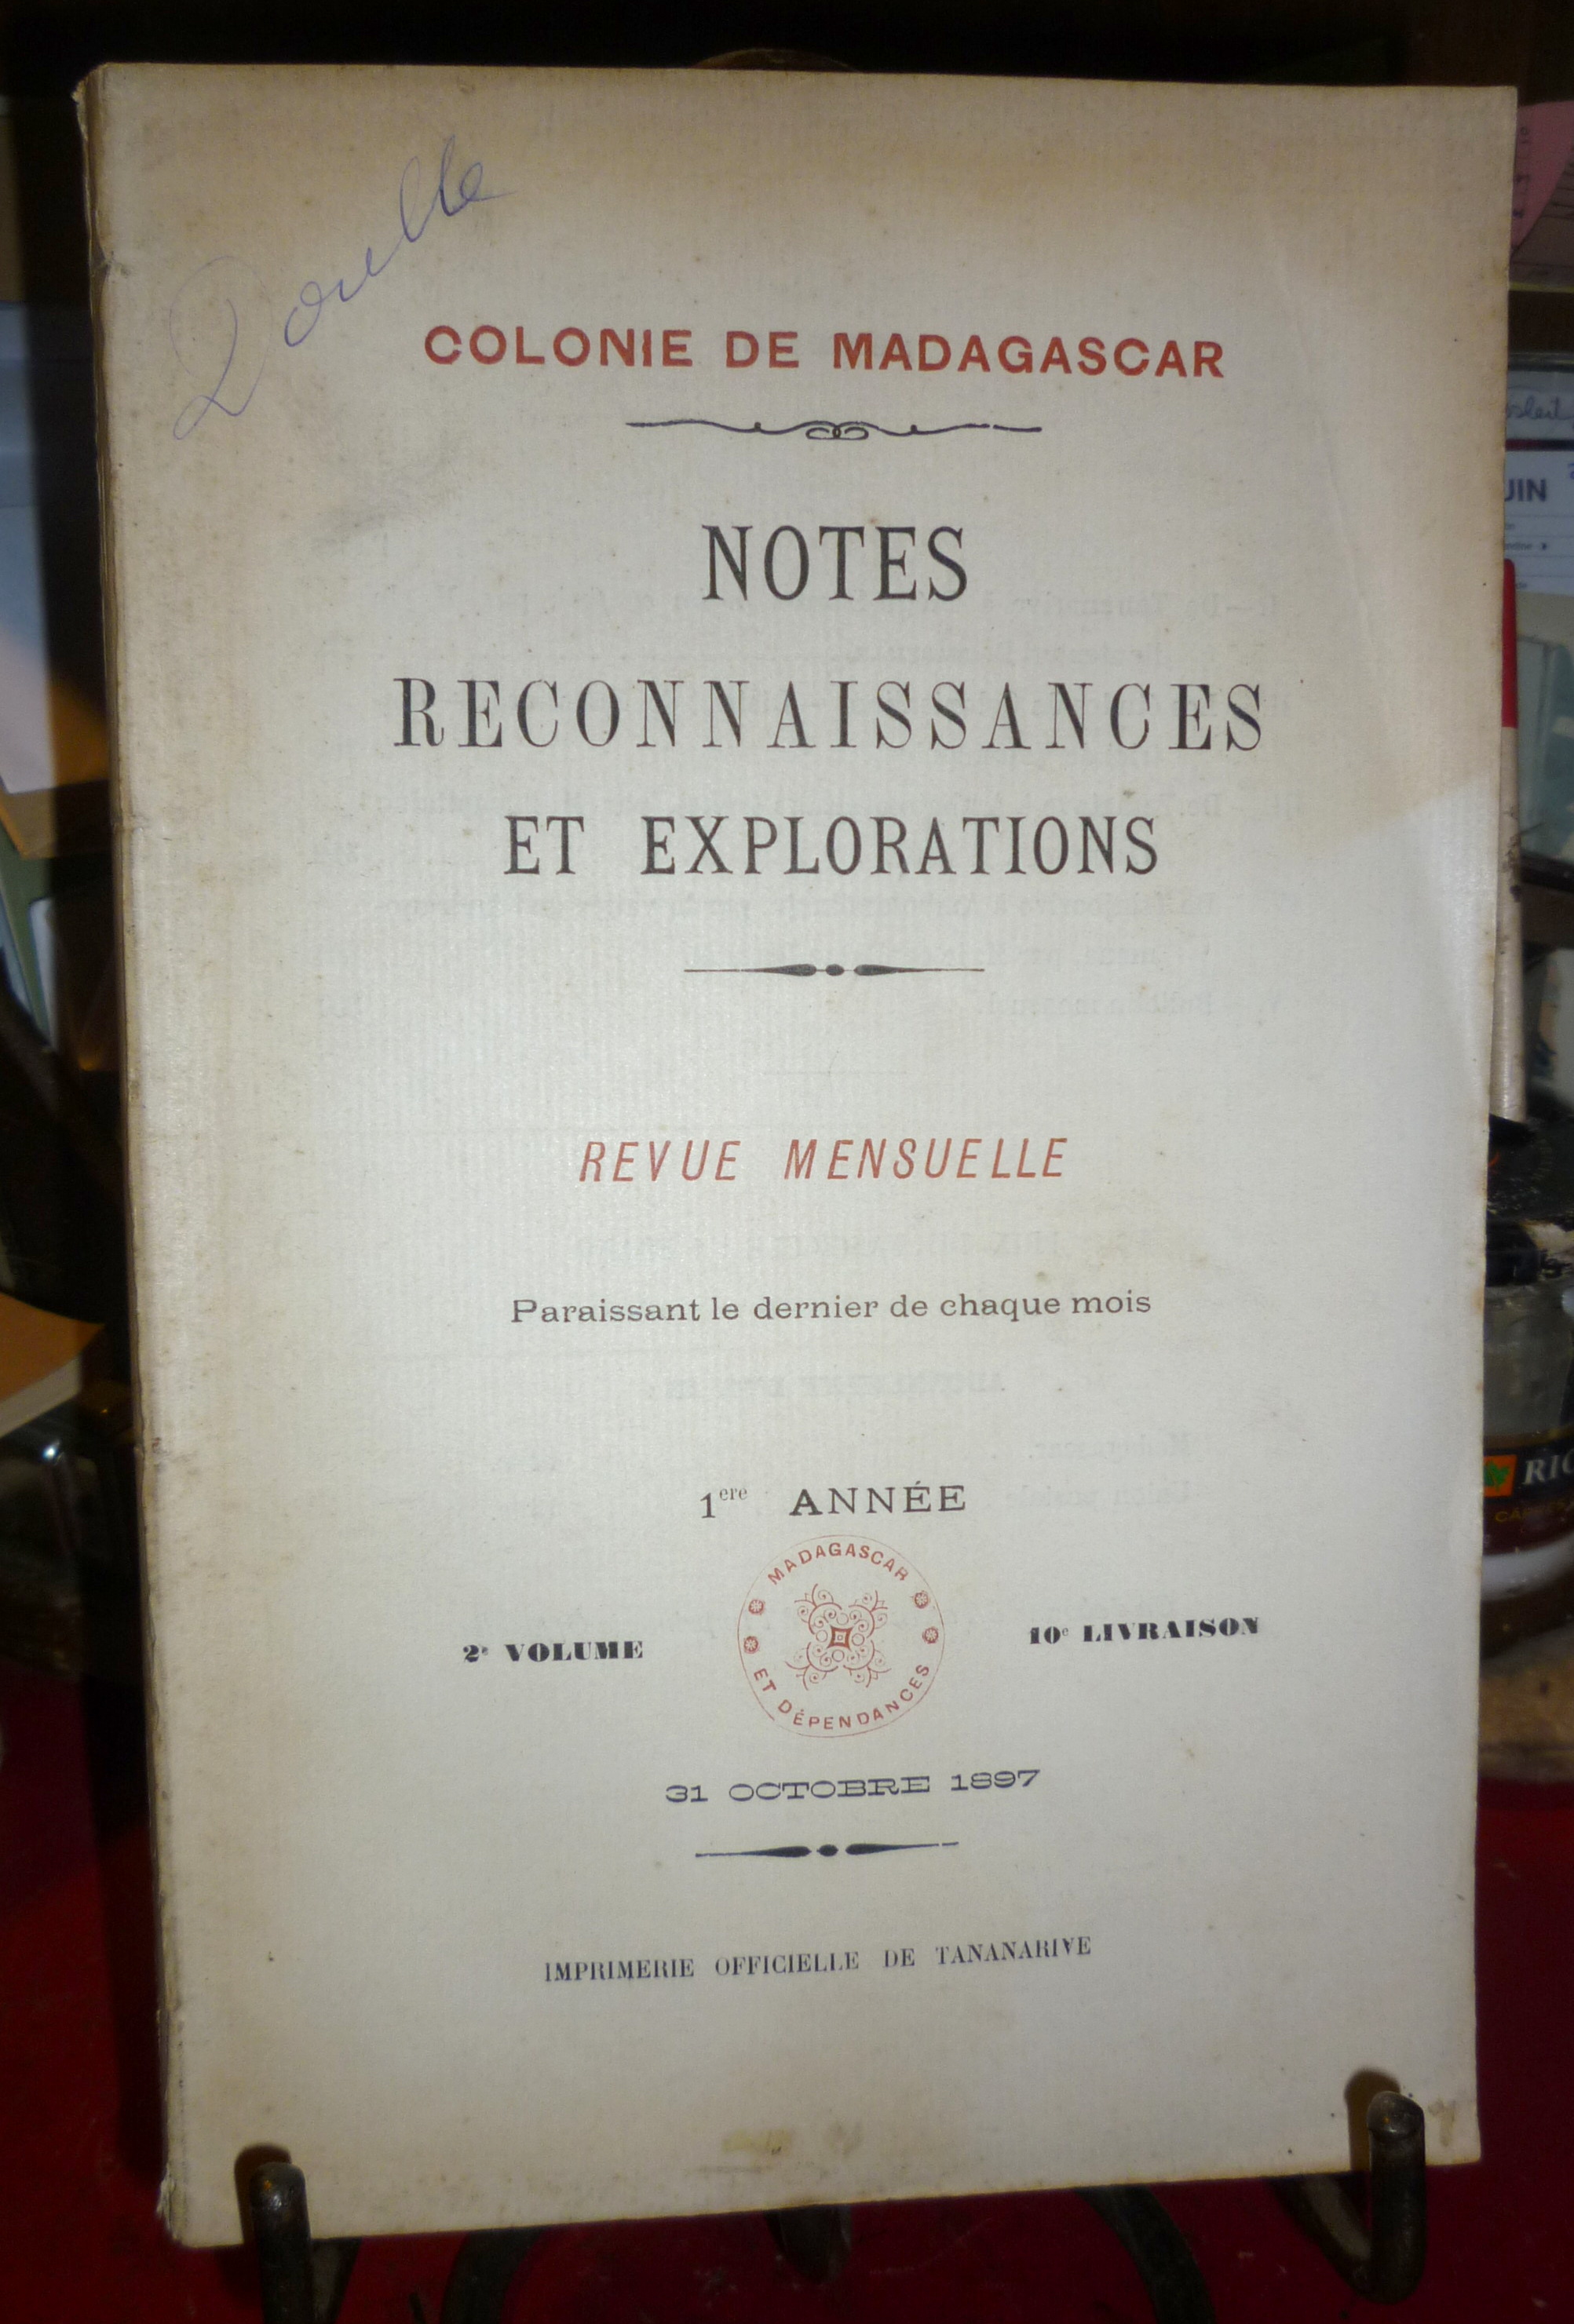 Double
COLONIE DE MADAGASCAR
NOTES
RECONNAISSANCES
ET EXPLORATIONS
REVUE MENSUELLE
Paraissant le dernier de chaque mois
1ere ANNÉE
MADAGASCAR
ET DÉPENDANCES
2e VOLUME
10e LIVRAISON
31 OCTOBRE 1897
IMPRIMERIE OFFICIELLE DE TANANARIVE